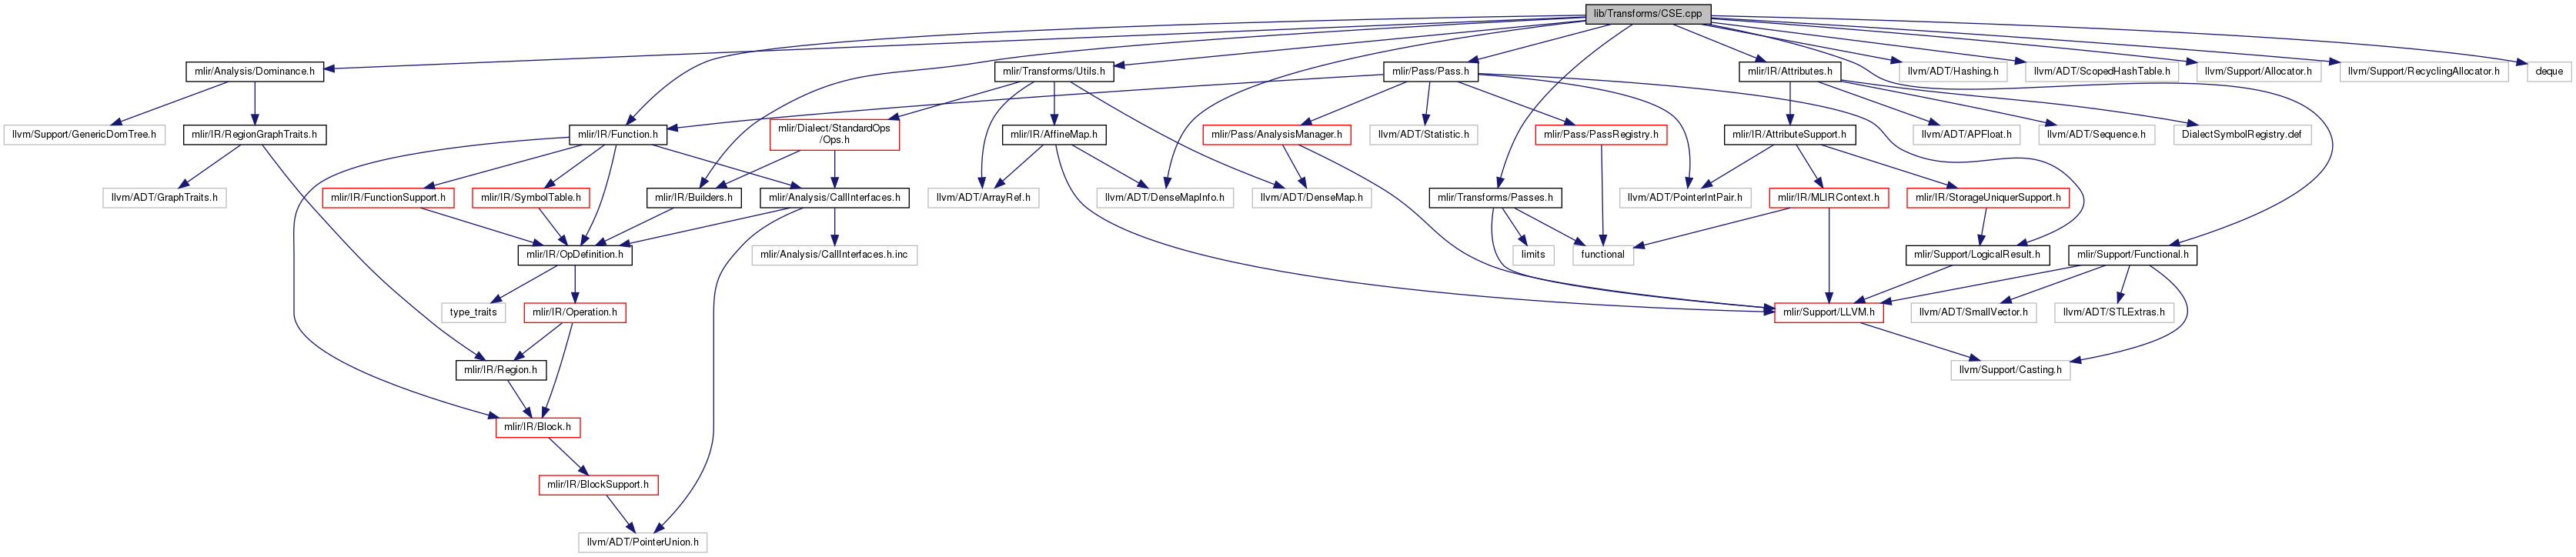 lib/Transforms/CSE.cpp
mlir/Analysis/Dominance.h
mlir/Transforms/Utils.h
mlir/Pass/Pass.h
mlir/IR/Attributes.h
llvm/ADT/Hashing.h
llvm/ADT/ScopedHashTable.h
llvm/Support/Allocator.h
llvm/Support/RecyclingAllocator.h
deque
llvm/Support/GenericDomTree.h
mlir/IR/RegionGraphTraits.h
mlir/IR/Function.h
mlir/Dialect/StandardOps
/Ops.h
mlir/IR/AffineMap.h
mlir/Pass/AnalysisManager.h
llvm/ADT/Statistic.h
mlir/Pass/PassRegistry.h
mlir/IR/AttributeSupport.h
llvm/ADT/APFloat.h
llvm/ADT/Sequence.h
DialectSymbolRegistry.def
llvm/ADT/GraphTraits.h
mlir/IR/FunctionSupport.h
mlir/IR/SymbolTable.h
mlir/IR/Builders.h
mlir/Analysis/CallInterfaces.h
llvm/ADT/ArrayRef.h
llvm/ADT/DenseMapInfo.h
llvm/ADT/DenseMap.h
mlir/Transforms/Passes.h
llvm/ADT/PointerIntPair.h
mlir/IR/MLIRContext.h
mlir/IR/StorageUniquerSupport.h
mlir/IR/OpDefinition.h
mlir/Analysis/CallInterfaces.h.inc
limits
functional
mlir/Support/LogicalResult.h
mlir/Support/Functional.h
type_traits
mlir/IR/Operation.h
mlir/Support/LLVM.h
llvm/ADT/SmallVector.h
llvm/ADT/STLExtras.h
mlir/IR/Region.h
llvm/Support/Casting.h
mlir/IR/Block.h
mlir/IR/BlockSupport.h
llvm/ADT/PointerUnion.h